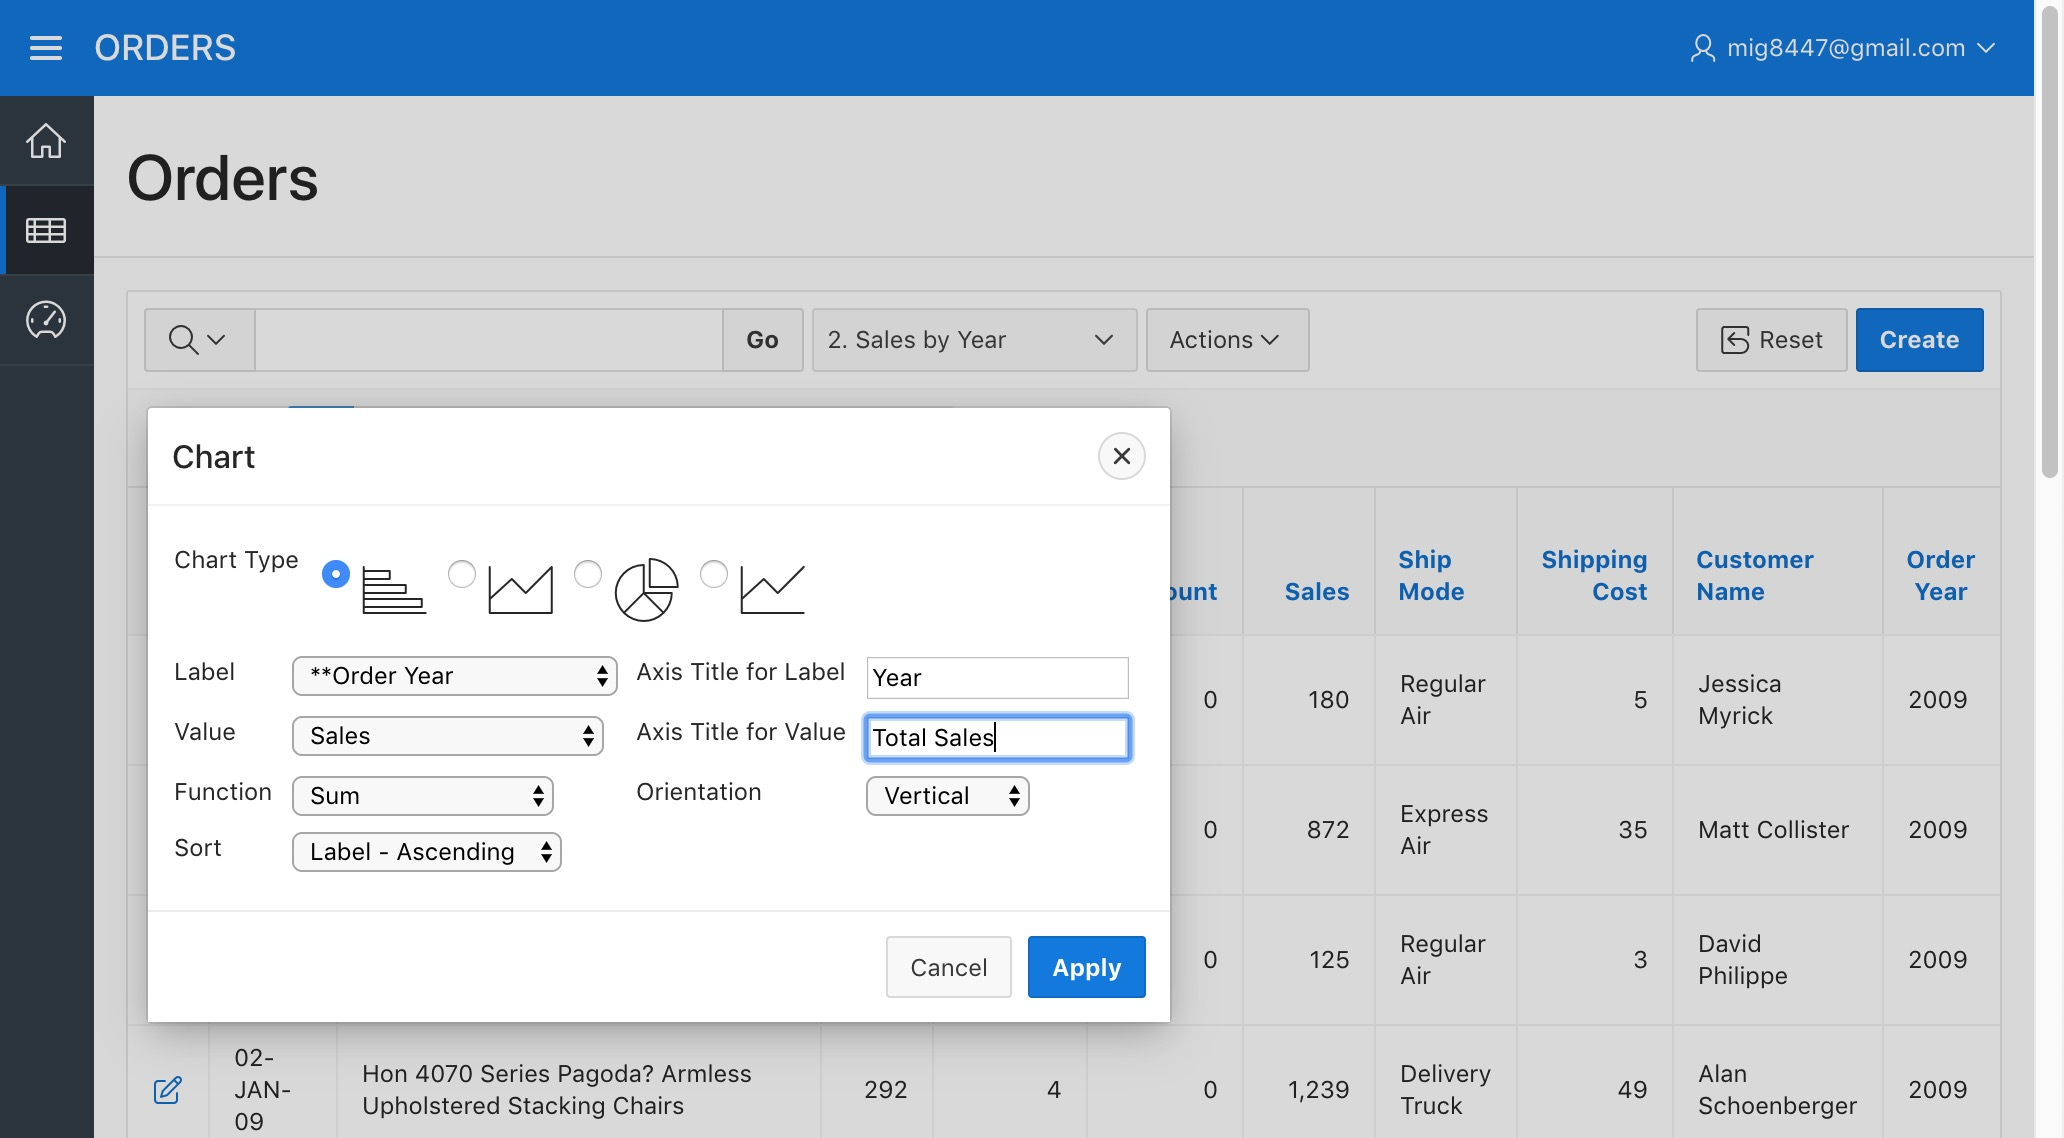 ORDERS
mig8447@gmail.com
Orders
Go
2. Sales by Year
Actions
Reset
Create
Chart
Chart Type
Label
**Order Year
Axis Title for Label
Year
Value
Sales
Axis Title for Value
Total Sales
Function
Sum
Orientation
Vertical
Sort
Label - Ascending
Cancel
Apply
Sales
Ship
Mode
Shipping
Cost
Customer
Name
Order
Year
0
180
Regular
Air
5
Jessica
Myrick
2009
0
872
Express
Air
35
Matt Collister
2009
0
125
Regular
Air
3
David
Philippe
2009
02-
JAN-
09
Hon 4070 Series Pagoda? Armless
Upholstered Stacking Chairs
292
4
0
1,239
Delivery
Truck
49
Alan
Schoenberger
2009